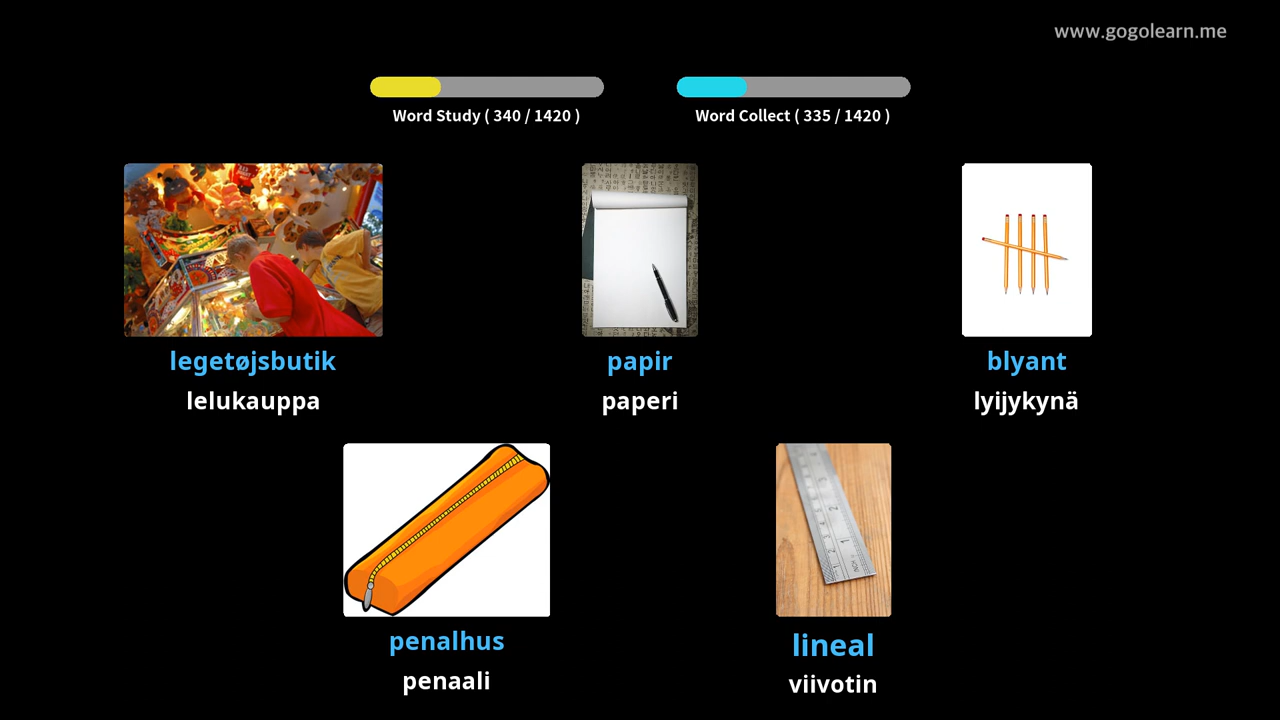 www.gogolearn.me
Word Study ( 340 / 1420 )
Word Collect ( 335 / 1420 )
legetøjsbutik
lelukauppa
papir
paperi
blyant
lyijykynä
penalhus
penaali
lineal
viivotin